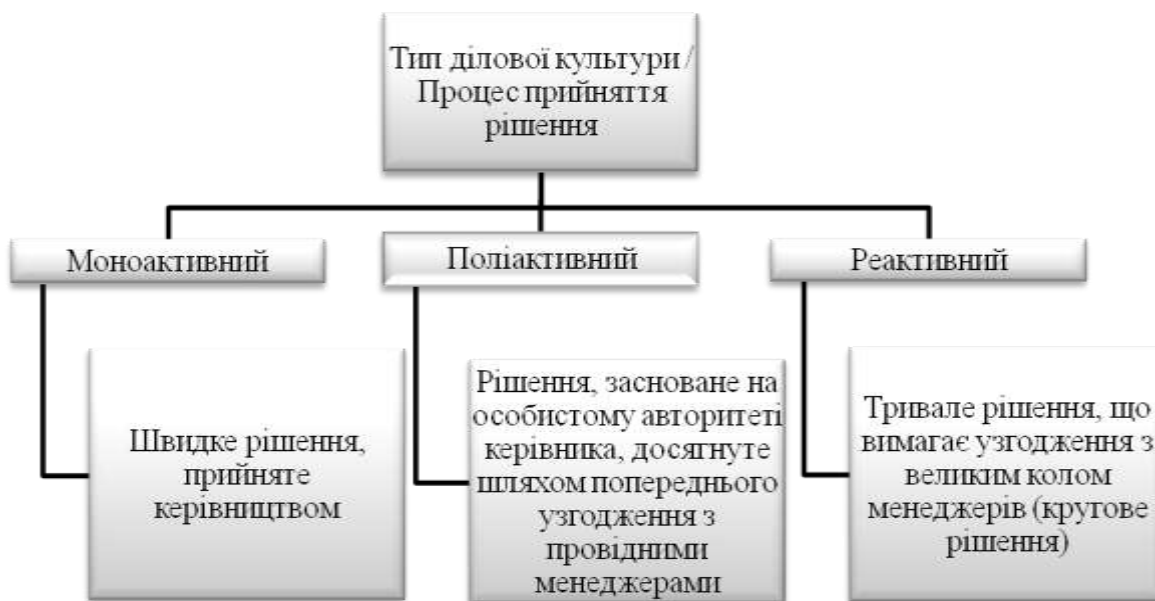 Тип ділової культури /
Процес прийняття
рішення
Моноактивний
Поліактивний
Реактивний
Швидке рішення,
прийняте
керівництвом
Рішення, засноване на
особистому авторитеті
керівника, досягнуте
шляхом попереднього
узгодження з
провідними
менеджерами
Тривале рішення, що
вимагає узгодження з
великим колом
менеджерів (кругове
рішення)